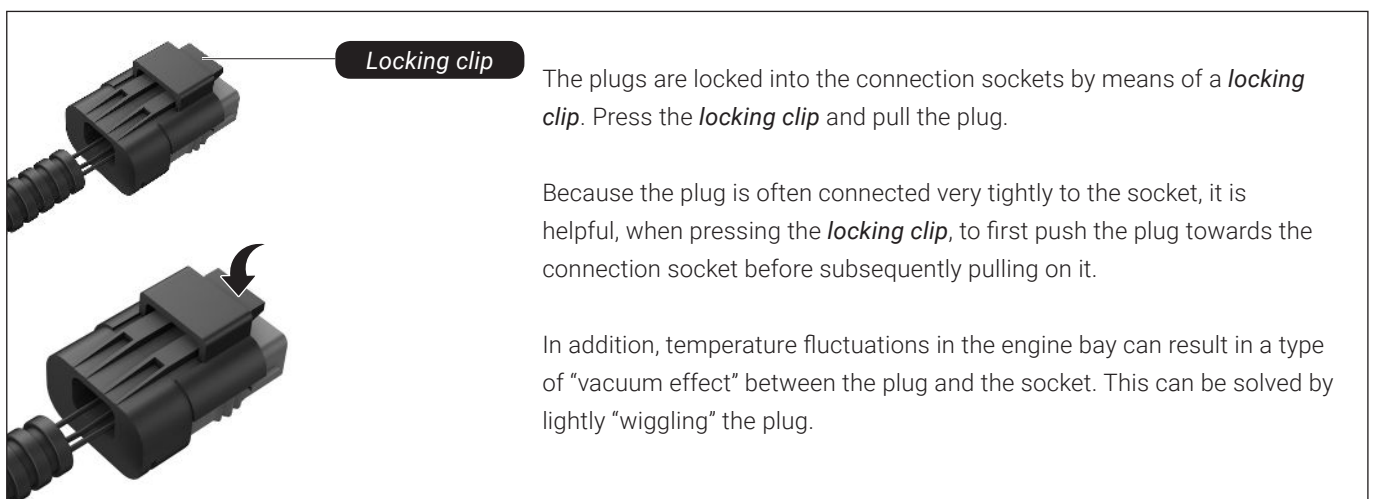 Locking clip
The plugs are locked into the connection sockets by means of a locking
clip. Press the locking clip and pull the plug.
Because the plug is often connected very tightly to the socket, it is
helpful, when pressing the locking clip, to first push the plug towards the
connection socket before subsequently pulling on it.
In addition, temperature fluctuations in the engine bay can result in a type
of “vacuum effect” between the plug and the socket. This can be solved by
lightly “wiggling” the plug.